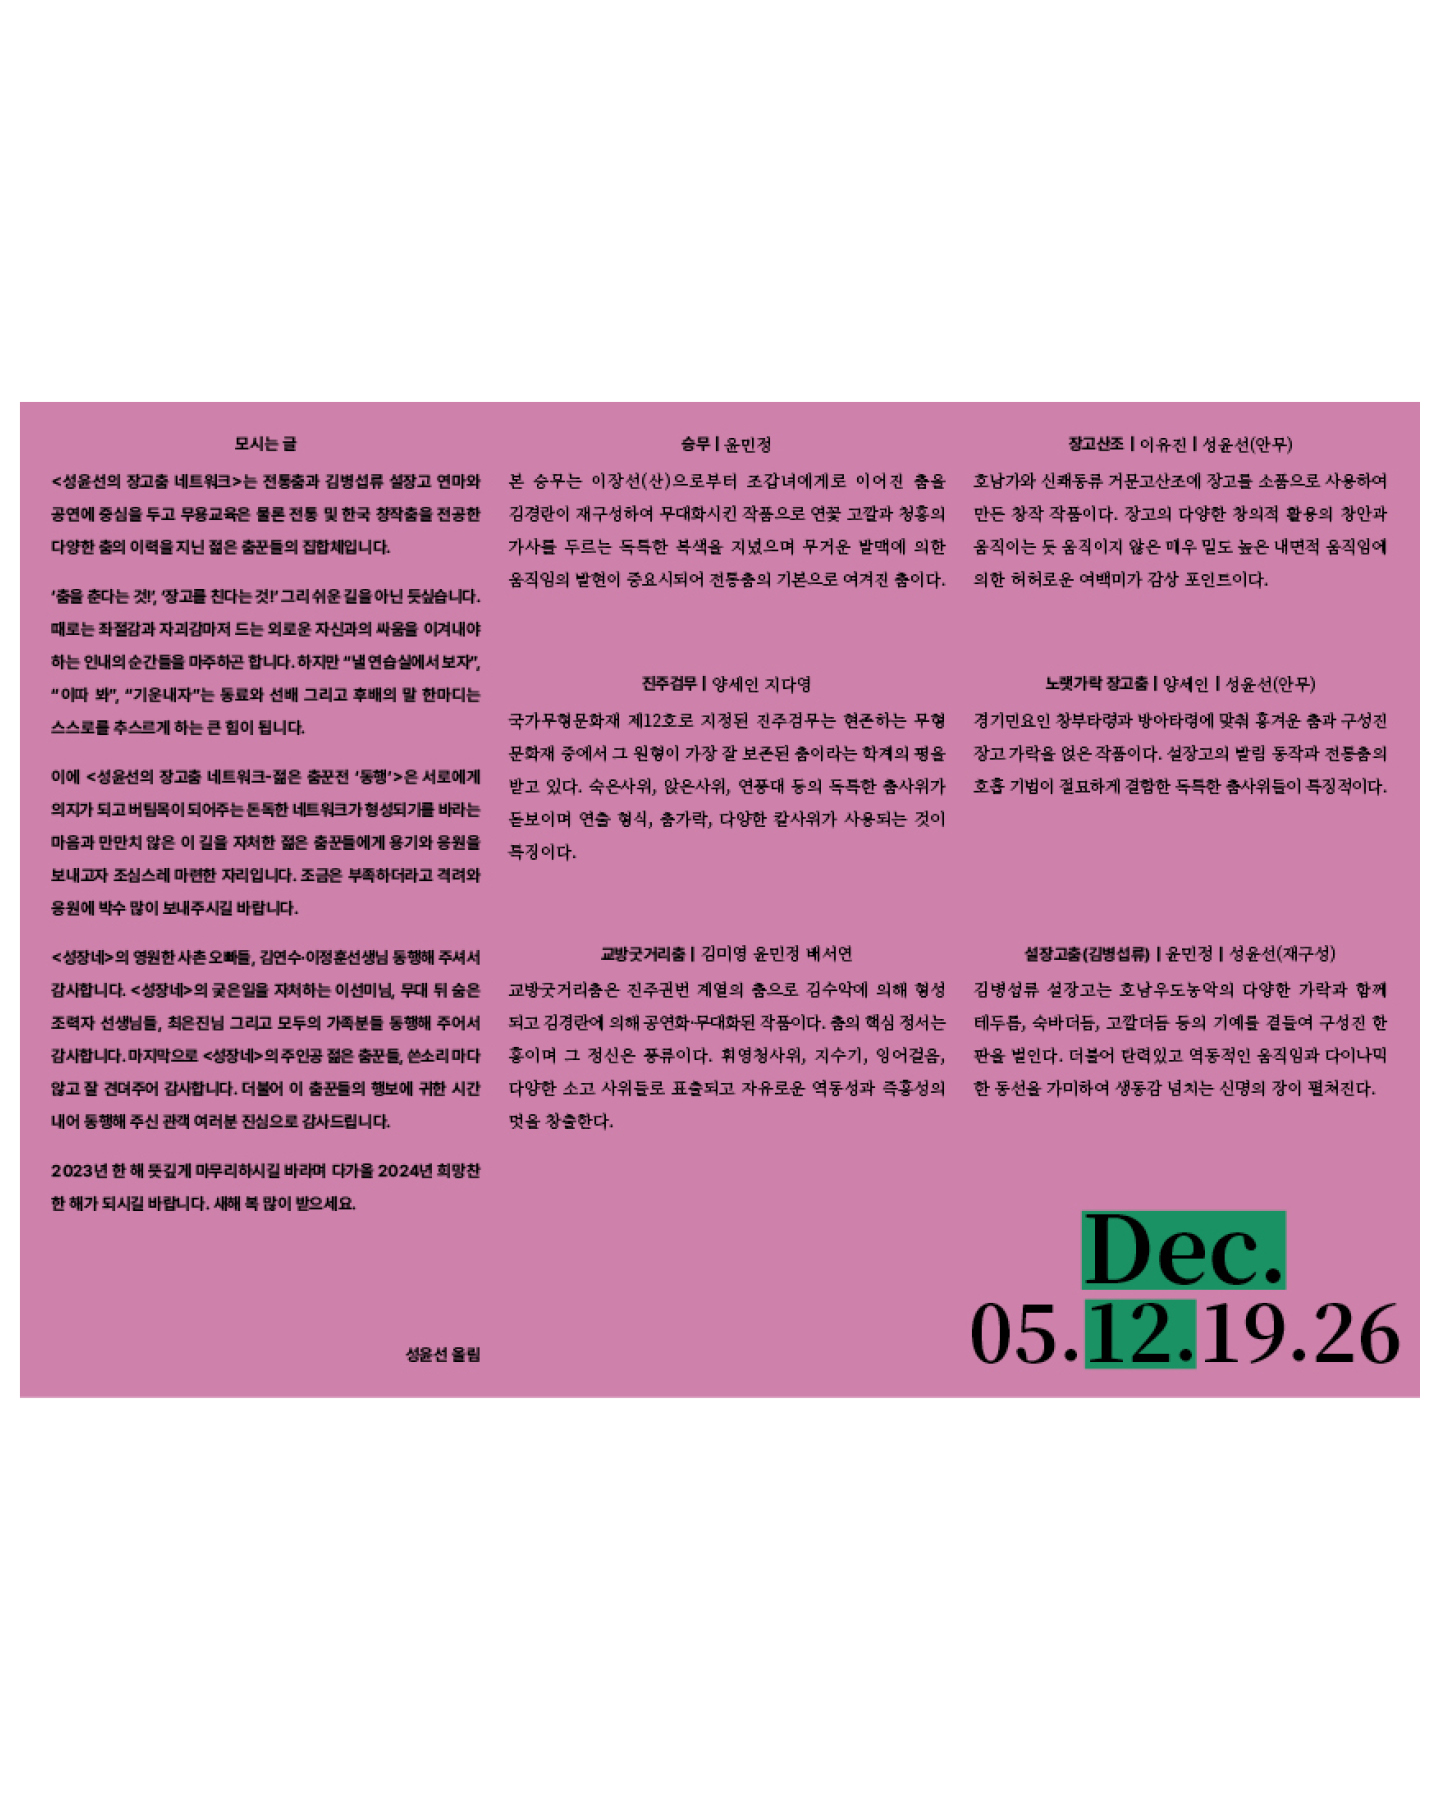 모시는 글
<성윤선의 장고춤 네트워크>는 전통춤과 김병섭류 설장고 연마와
공연에 중심을 두고 무용교육은 물론 전통 및 한국 창작춤을 전공한
다양한 춤의 이력을 지닌 젊은 춤꾼들의 집합체입니다.
‘춤을 춘다는 것!’, ‘장고를 친다는 것!’ 그리 쉬운 길을 아닌 듯싶습니다.
때로는 좌절감과 자괴감마저 드는 외로운 자신과의 싸움을 이겨내야
하는 인내의 순간들을 마주하곤 합니다. 하지만 “낼 연습실에서 보자”,
“이따 봐”, “기운내자”는 동료와 선배 그리고 후배의 말 한마디는
스스로를 추스르게 하는 큰 힘이 됩니다.
이에 <성윤선의 장고춤 네트워크-젊은 춤꾼전 ‘동행’>은 서로에게
의지가 되고 버팀목이 되어주는 돈독한 네트워크가 형성되기를 바라는
마음과 만만치 않은 이 길을 자처한 젊은 춤꾼들에게 용기와 응원을
보내고자 조심스레 마련한 자리입니다. 조금은 부족하더라고 격려와
응원에 박수 많이 보내주시길 바랍니다.
<성장네>의 영원한 사촌 오빠들, 김연수·이정훈선생님 동행해 주셔서
감사합니다. <성장네>의 궂은일을 자처하는 이선미님, 무대 뒤 숨은
조력자 선생님들, 최은진님 그리고 모두의 가족분들 동행해 주어서
감사합니다. 마지막으로 <성장네>의 주인공 젊은 춤꾼들, 쓴소리 마다
않고 잘 견뎌주어 감사합니다. 더불어 이 춤꾼들의 행보에 귀한 시간
내어 동행해 주신 관객 여러분 진심으로 감사드립니다.
2023년 한 해 뜻깊게 마무리하시길 바라며 다가올 2024년 희망찬
한 해가 되시길 바랍니다. 새해 복 많이 받으세요.
성윤선 올림
승무 | 윤민정
본 승무는 이장선(산)으로부터 조갑녀에게로 이어진 춤을
김경란이 재구성하여 무대화시킨 작품으로 연꽃 고깔과 청홍의
가사를 두르는 독특한 복색을 지녔으며 무거운 발맥에 의한
움직임의 발현이 중요시되어 전통춤의 기본으로 여겨진 춤이다.
진주검무 | 양세인 지다영
국가무형문화재 제12호로 지정된 진주검무는 현존하는 무형
문화재 중에서 그 원형이 가장 잘 보존된 춤이라는 학계의 평을
받고 있다. 숙은사위, 앉은사위, 연풍대 등의 독특한 춤사위가
돋보이며 연출 형식, 춤가락, 다양한 칼사위가 사용되는 것이
특징이다.
교방굿거리춤 | 김미영 윤민정 배서연
교방굿거리춤은 진주권번 계열의 춤으로 김수악에 의해 형성
되고 김경란에 의해 공연화·무대화된 작품이다. 춤의 핵심 정서는
흥이며 그 정신은 풍류이다. 휘영청사위, 지수기, 잉어걸음,
다양한 소고 사위들로 표출되고 자유로운 역동성과 즉흥성의
멋을 창출한다.
장고산조 | 이유진 | 성윤선(안무)
호남가와 신쾌동류 거문고산조에 장고를 소품으로 사용하여
만든 창작 작품이다. 장고의 다양한 창의적 활용의 창안과
움직이는 듯 움직이지 않은 매우 밀도 높은 내면적 움직임에
의한 허허로운 여백미가 감상 포인트이다.
노랫가락 장고춤 | 양세인 | 성윤선(안무)
경기민요인 창부타령과 방아타령에 맞춰 흥겨운 춤과 구성진
장고 가락을 얹은 작품이다. 설장고의 발림 동작과 전통춤의
호흡 기법이 절묘하게 결합한 독특한 춤사위들이 특징적이다.
설장고춤(김병섭류) | 윤민정 | 성윤선(재구성)
김병섭류 설장고는 호남우도농악의 다양한 가락과 함께
테두름, 숙바더듬, 고깔더듬 등의 기예를 곁들여 구성진 한
판을 벌인다. 더불어 탄력있고 역동적인 움직임과 다이나믹
한 동선을 가미하여 생동감 넘치는 신명의 장이 펼쳐진다.
Dec.
05.12.19.26